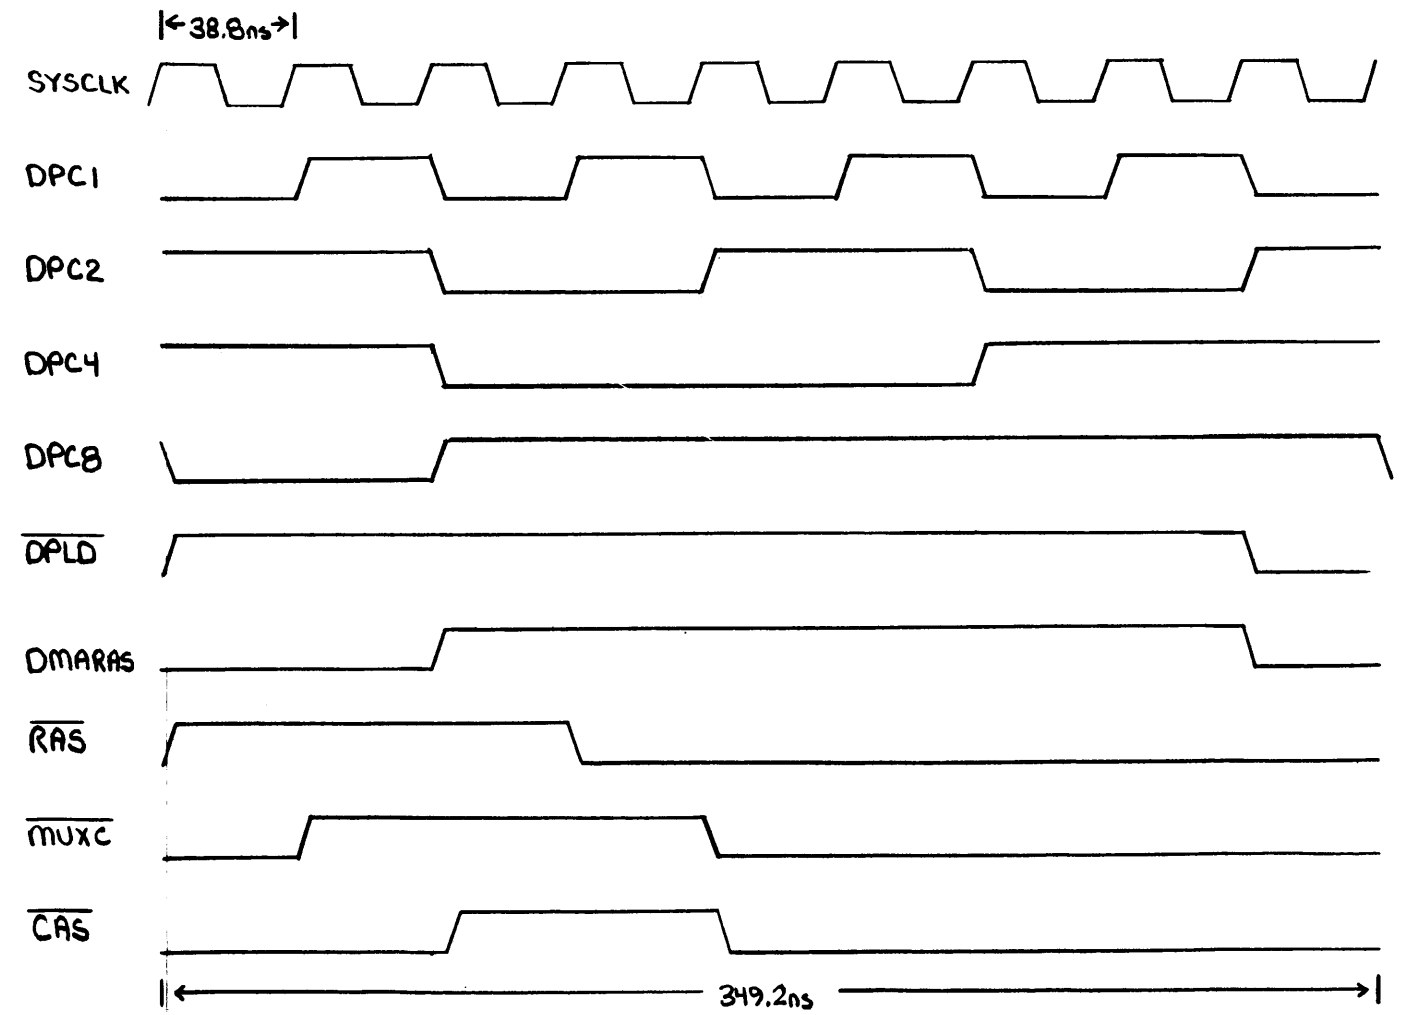 38.8ns
SYSCLK
DPC1
DPC2
DPC4
DPC8
DPLD
DMARAS
RAS
MUXC
CAS
349.2ns